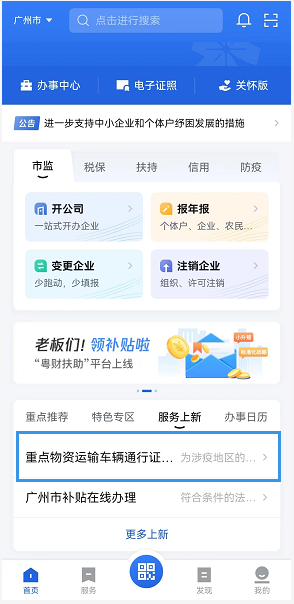 广州市
点击进行搜索
办事中心
电子证照
关怀版
公告 进一步支持中小企业和个体户纾困发展的措施
市监 税保 扶持 信用 防疫
开公司
一站式开办企业
报年报
个体户、企业、农民...
变更企业
少跑动，少填报
注销企业
组织、许可注销
老板们！领补贴啦
“粤财扶助”平台上线
小升规
重点推荐 特色专区 服务上新 办事日历
重点物资运输车辆通行证... 为涉疫地区的...
广州市补贴在线办理 符合条件的法...
更多上新
首页 服务 发现 我的